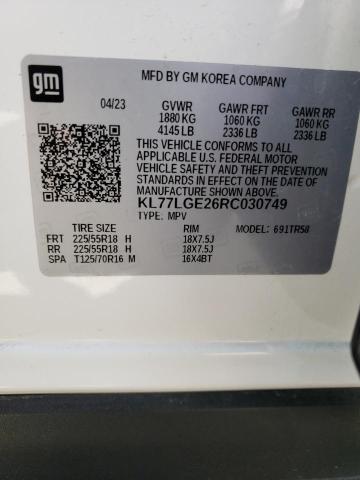 gm
MFD BY GM KOREA COMPANY
04/23 GVWR GAWR FRT GAWR RR
1880 KG 1060 KG 1060 KG
4145 LB 2336 LB 2336 LB
THIS VEHICLE CONFORMS TO ALL
APPLICABLE U.S. FEDERAL MOTOR
VEHICLE SAFETY AND THEFT PREVENTION
STANDARDS IN EFFECT ON THE DATE OF
MANUFACTURE SHOWN ABOVE.
KL77LGE26RC030749
TYPE: MPV
TIRE SIZE RIM MODEL: 691TR58
FRT 225/55R18 H 18X7.5J
RR 225/55R18 H 18X7.5J
SPA T125/70R16 M 16X4BT